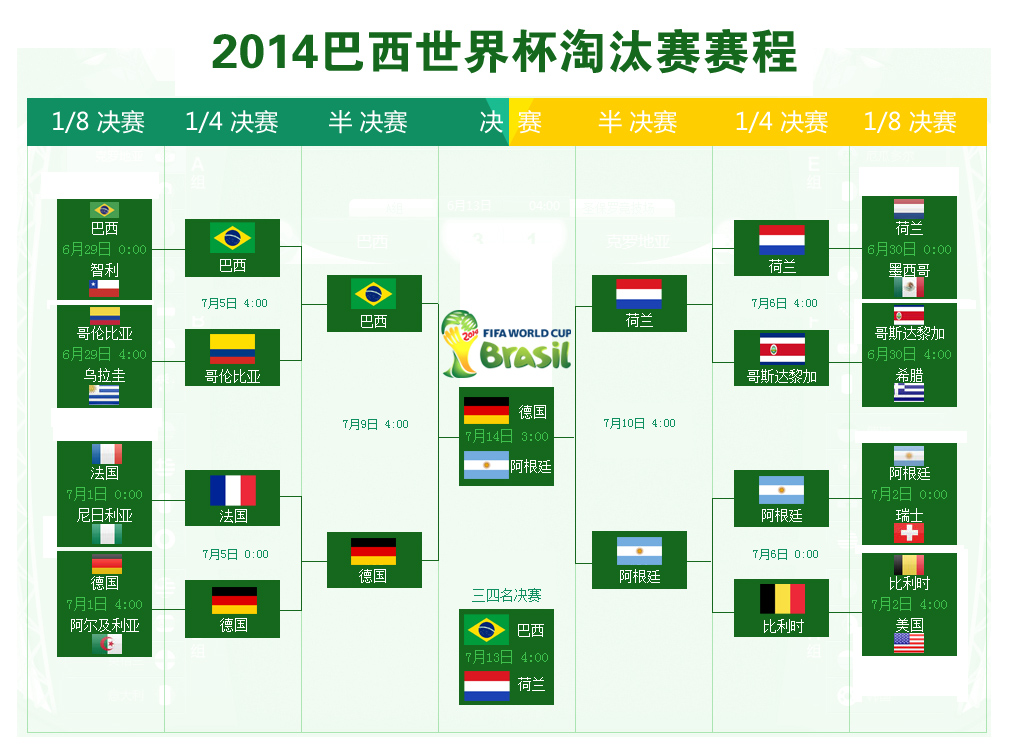 2014巴西世界杯淘汰赛赛程
1/8 决赛
1/4 决赛
半 决赛
决 赛
半 决赛
1/4 决赛
1/8 决赛
巴西
6月29日 0:00
智利
哥伦比亚
6月29日 4:00
乌拉圭
法国
7月1日 0:00
尼日利亚
德国
7月1日 4:00
阿尔及利亚
巴西
7月5日 4:00
哥伦比亚
法国
7月5日 0:00
德国
巴西
7月9日 4:00
德国
2014
FIFA WORLD CUP
Brasil
德国
7月14日 3:00
阿根廷
三四名决赛
巴西
7月13日 4:00
荷兰
荷兰
7月10日 4:00
阿根廷
荷兰
7月6日 4:00
哥斯达黎加
阿根廷
7月6日 0:00
比利时
荷兰
6月30日 0:00
墨西哥
哥斯达黎加
6月30日 4:00
希腊
阿根廷
7月2日 0:00
瑞士
比利时
7月2日 4:00
美国